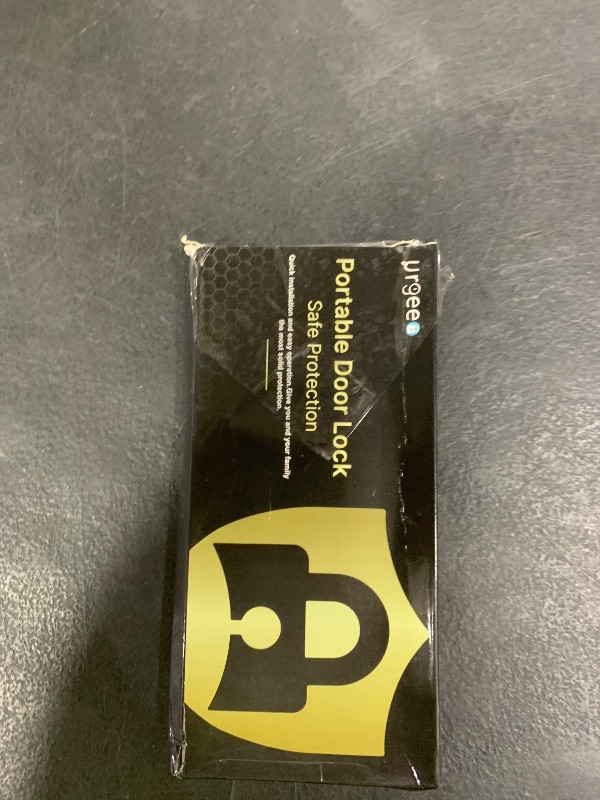 urgee
Portable Door Lock
Safe Protection
Quick installation and easy operation.Give you and your family
the most solid protection.